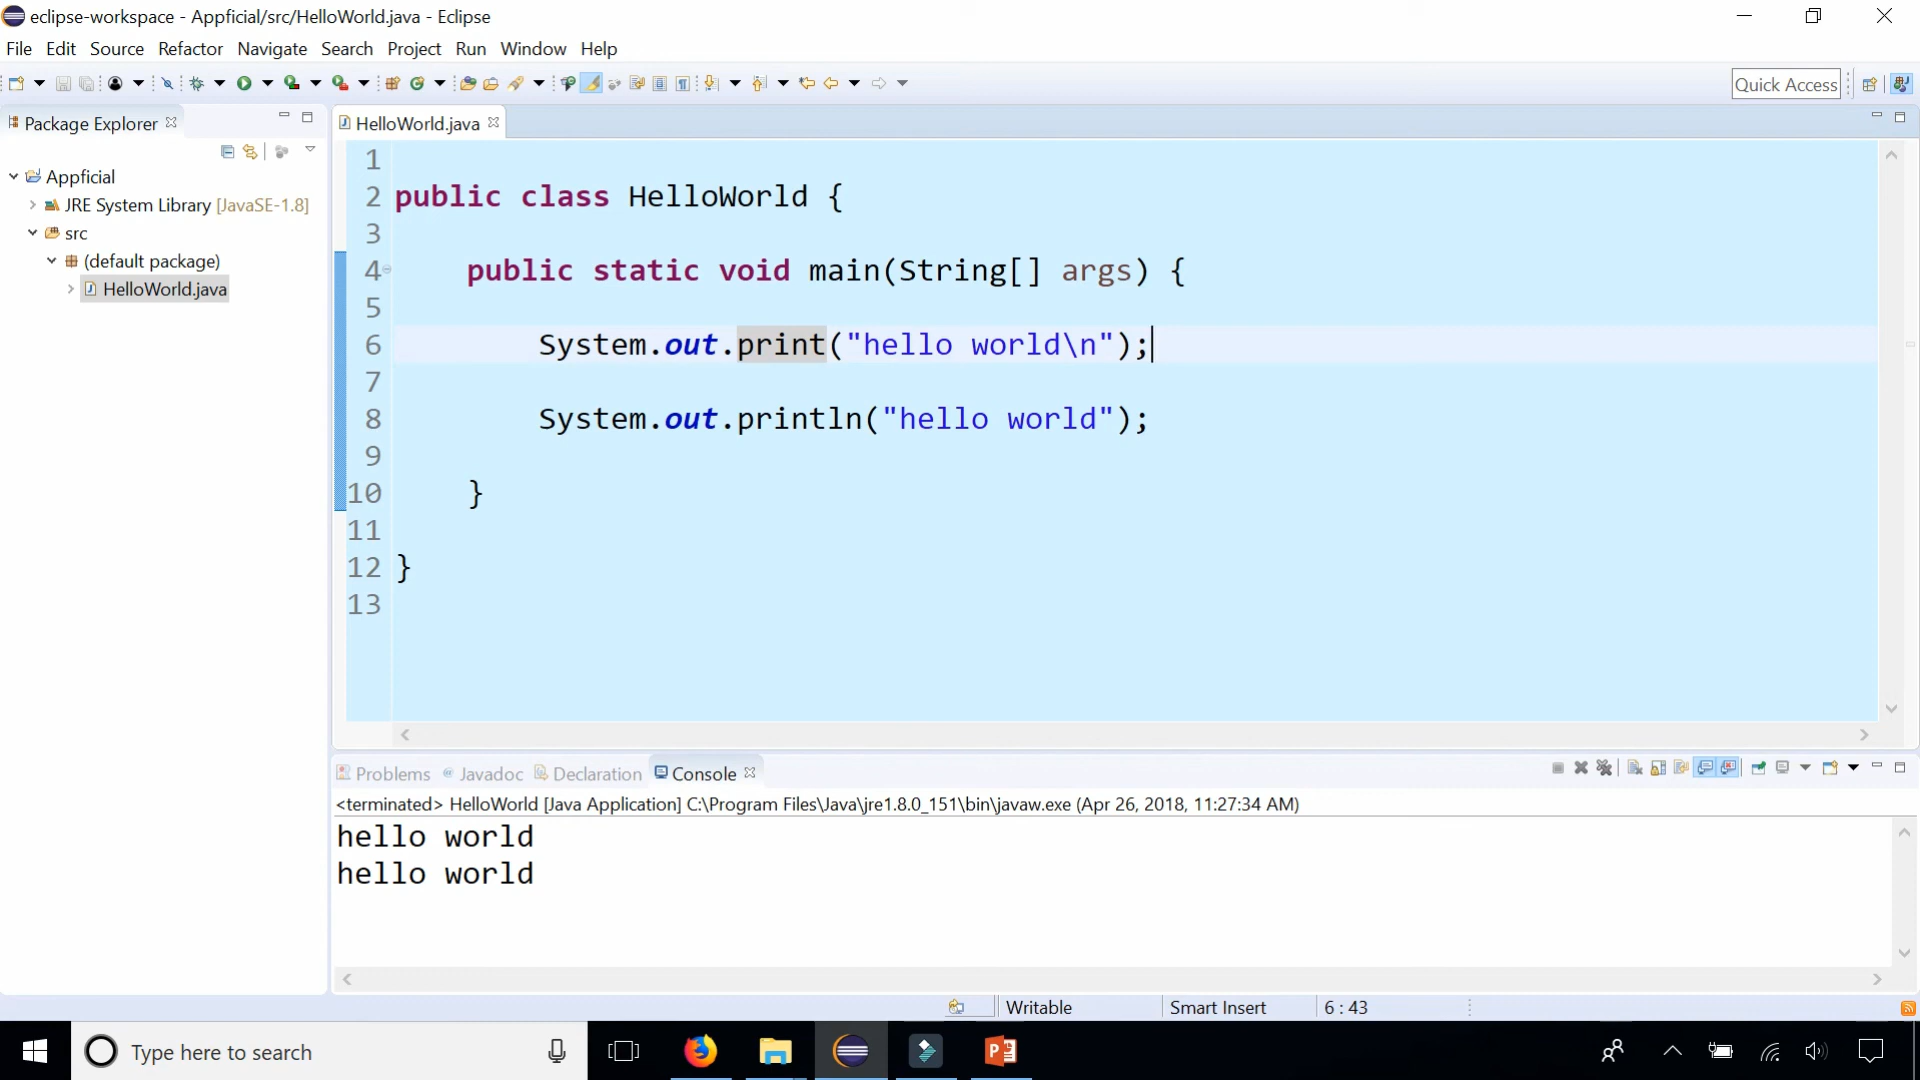 eclipse-workspace - Appficial/src/HelloWorld.java - Eclipse
File Edit Source Refactor Navigate Search Project Run Window Help
Quick Access
Package Explorer
HelloWorld.java
Appficial
JRE System Library [JavaSE-1.8]
src
(default package)
HelloWorld.java
1
2 public class HelloWorld {
3
4 public static void main(String[] args) {
5
6 System.out.print("hello world\n");
7
8 System.out.println("hello world");
9
10 }
11
12 }
13
Problems Javadoc Declaration Console
<terminated> HelloWorld [Java Application] C:\Program Files\Java\jre1.8.0_151\bin\javaw.exe (Apr 26, 2018, 11:27:34 AM)
hello world
hello world
Writable Smart Insert 6 : 43
Type here to search